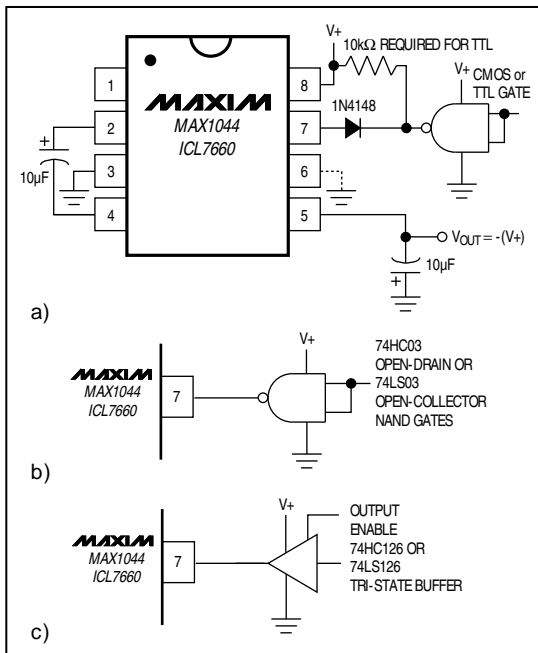 V+
10kΩ REQUIRED FOR TTL
V+
CMOS or
TTL GATE
1
2
3
4
8
7
6
5
MAXIM
MAX1044
ICL7660
1N4148
+
10µF
VOUT = -(V+)
10µF
+
a)
MAXIM
MAX1044
ICL7660
7
V+
74HC03
OPEN-DRAIN OR
74LS03
OPEN-COLLECTOR
NAND GATES
b)
MAXIM
MAX1044
ICL7660
7
V+
OUTPUT
ENABLE
74HC126 OR
74LS126
TRI-STATE BUFFER
c)